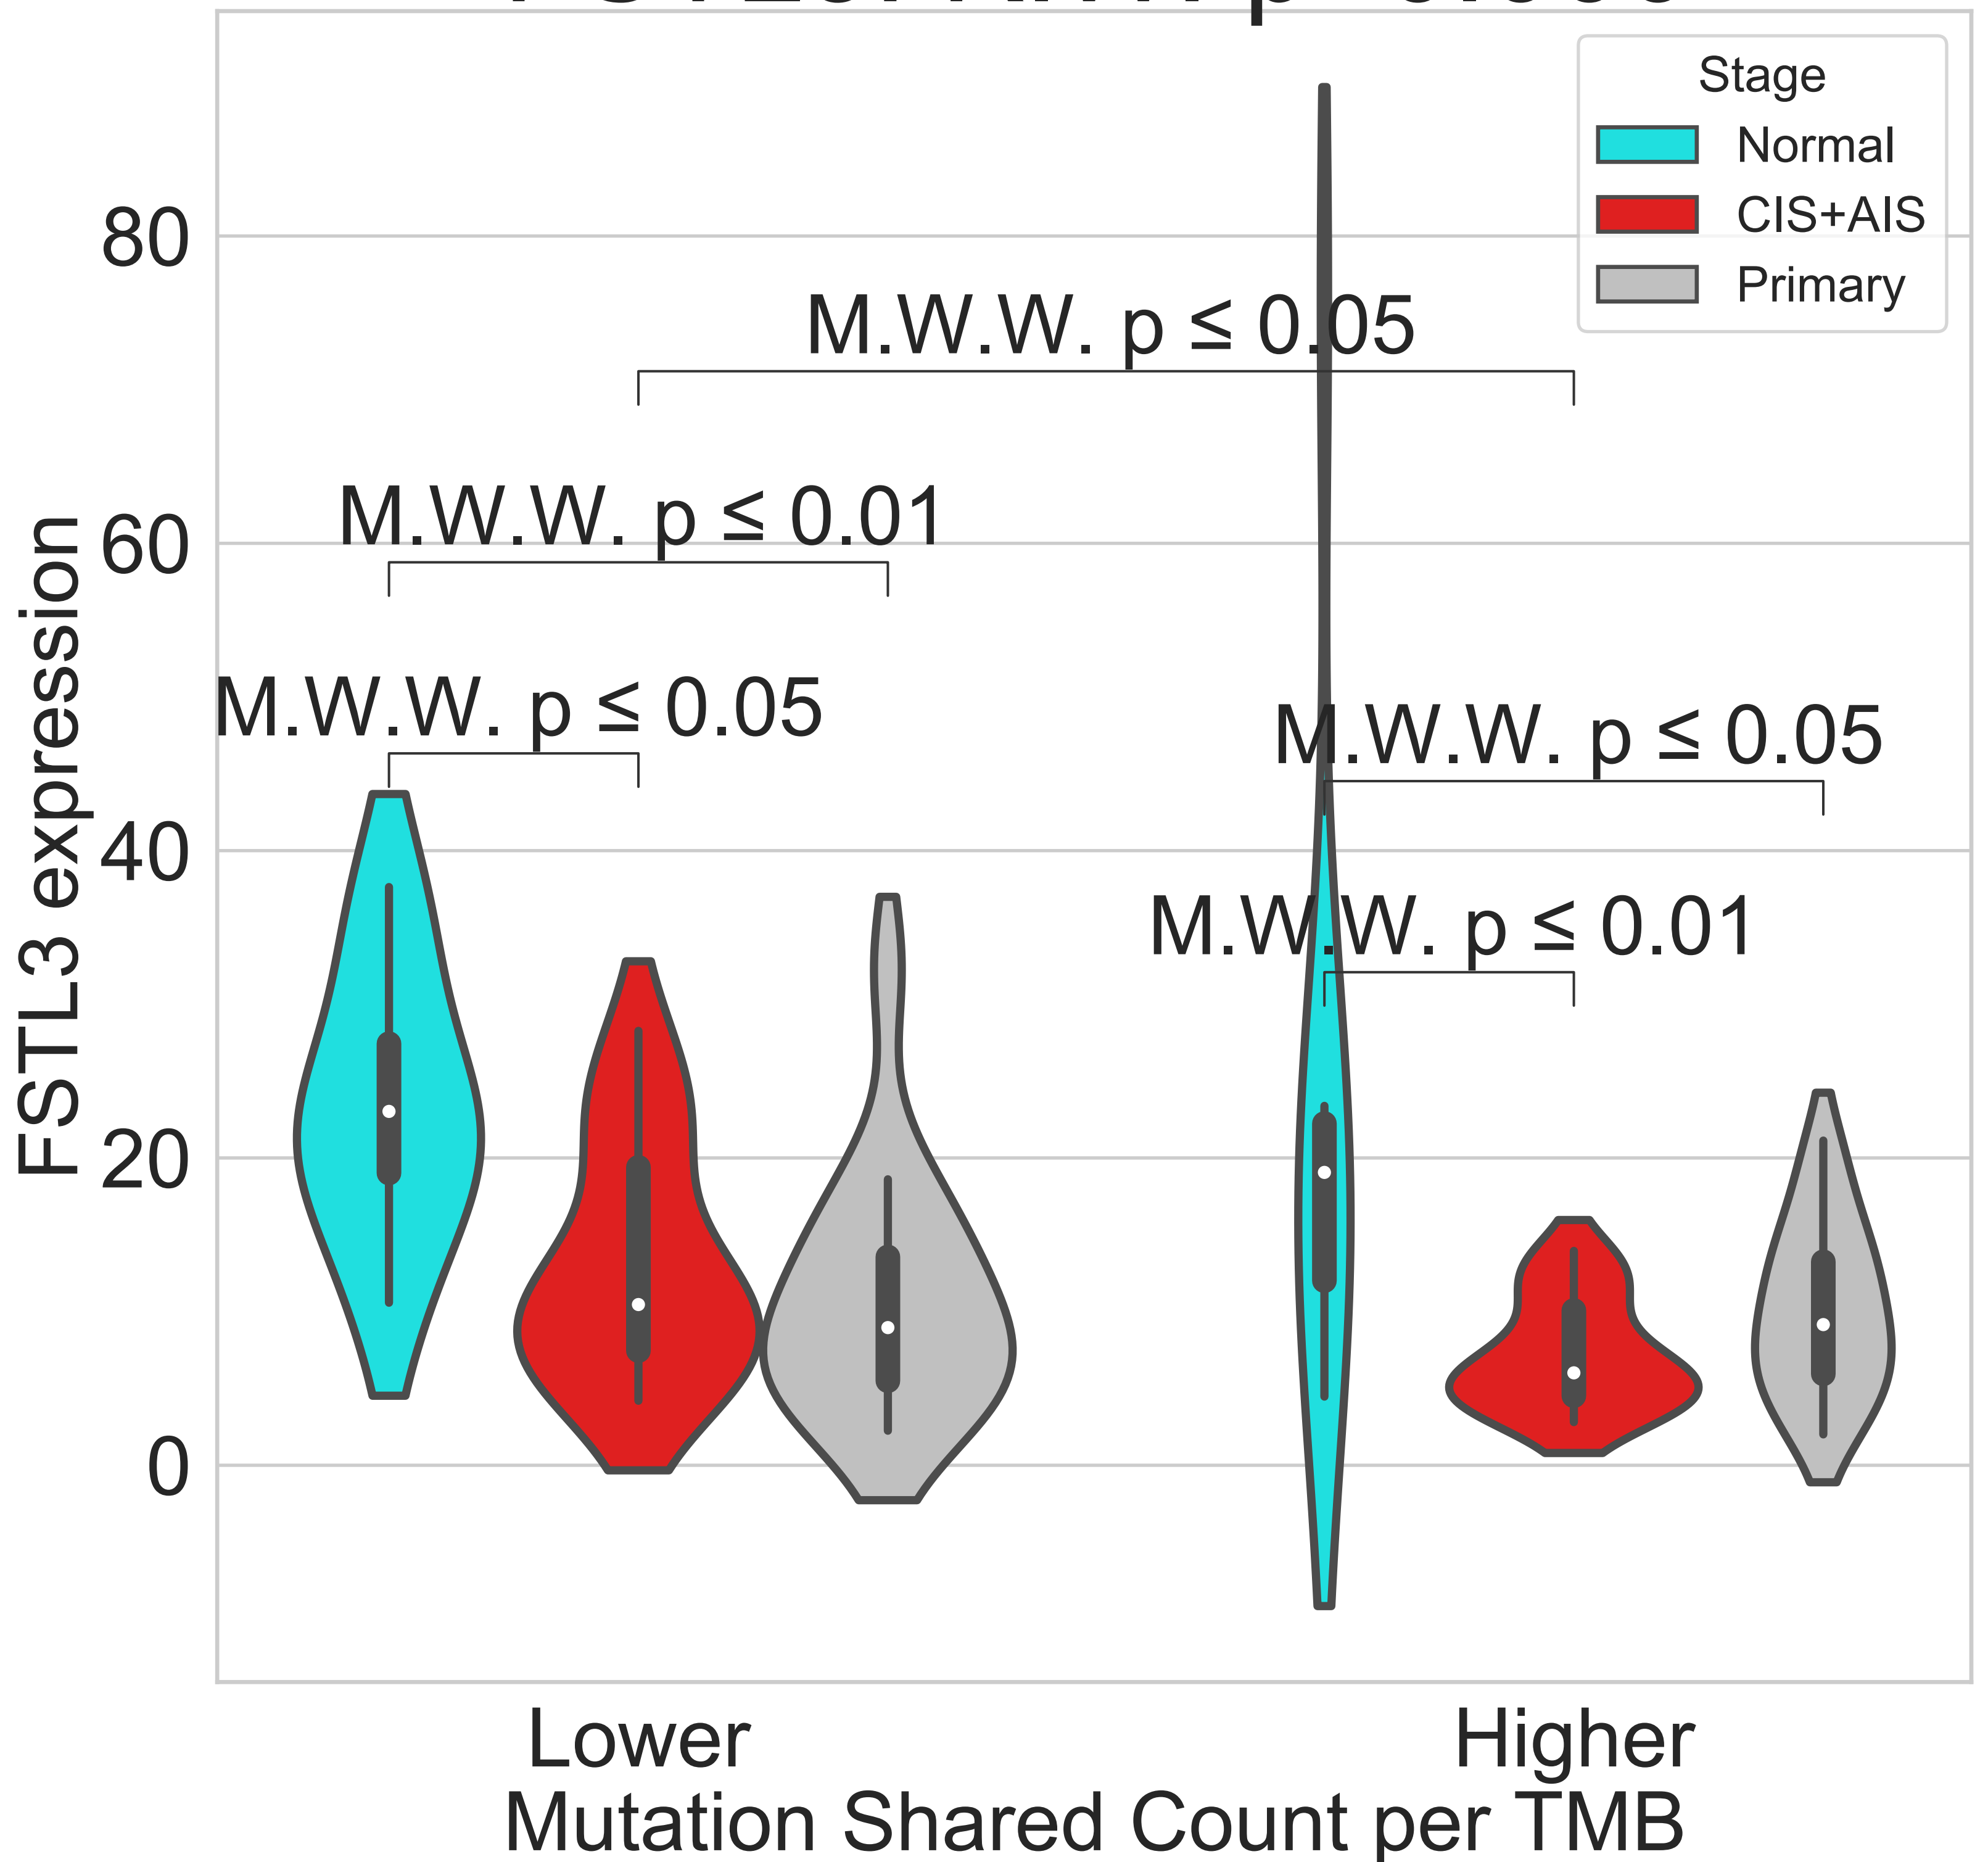 Stage
Normal
CIS+AIS
Primary
80
60
40
20
0
FSTL3 expression
M.W.W. p ≤ 0.05
M.W.W. p ≤ 0.01
M.W.W. p ≤ 0.05
M.W.W. p ≤ 0.05
M.W.W. p ≤ 0.01
Lower
Higher
Mutation Shared Count per TMB